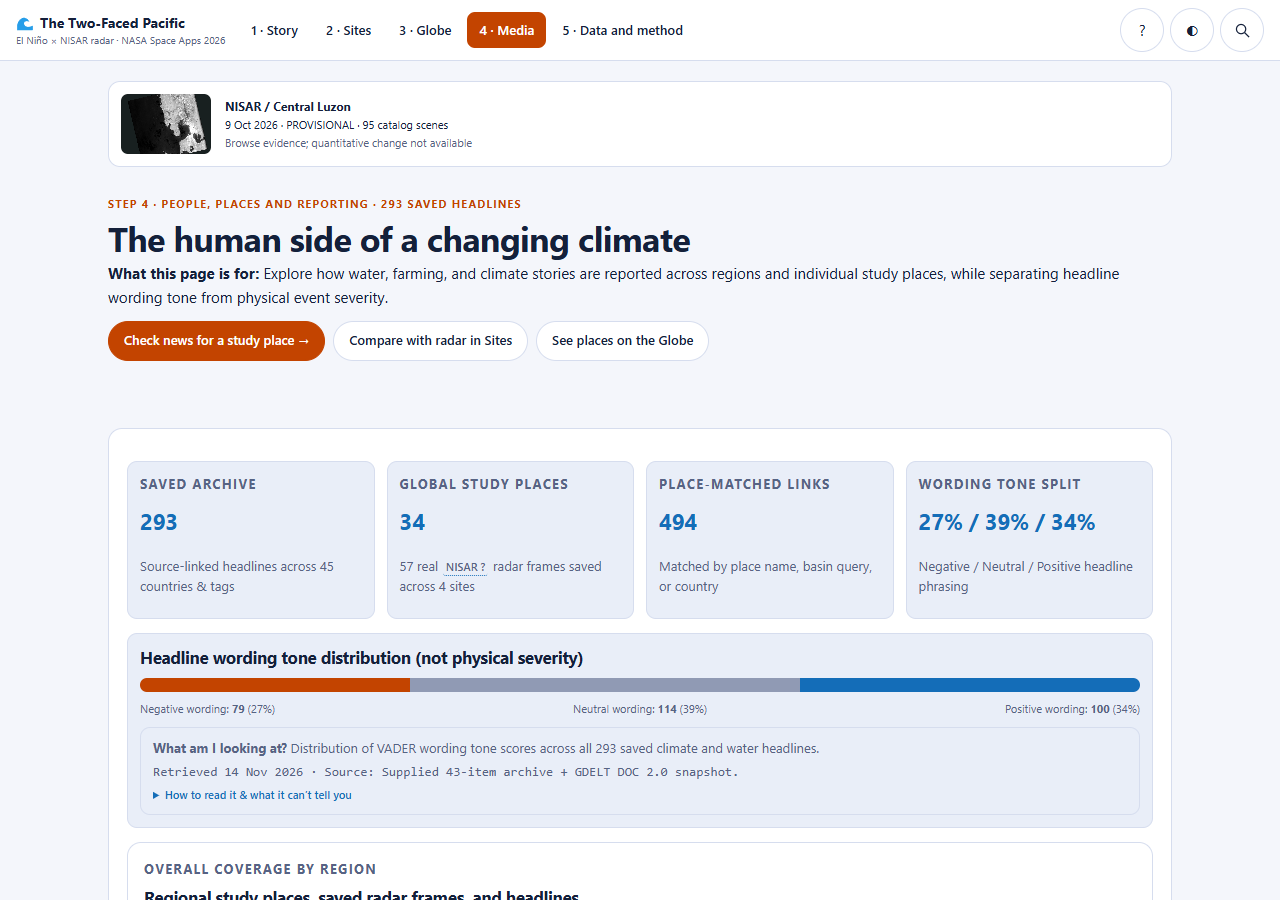 The Two-Faced Pacific
El Niño × NISAR radar · NASA Space Apps 2026
1 · Story
2 · Sites
3 · Globe
4 · Media
5 · Data and method
?
NISAR / Central Luzon
9 Oct 2026 · PROVISIONAL · 95 catalog scenes
Browse evidence; quantitative change not available
STEP 4 · PEOPLE, PLACES AND REPORTING · 293 SAVED HEADLINES
The human side of a changing climate
What this page is for: Explore how water, farming, and climate stories are reported across regions and individual study places, while separating headline
wording tone from physical event severity.
Check news for a study place →
Compare with radar in Sites
See places on the Globe
SAVED ARCHIVE
293
Source-linked headlines across 45
countries & tags
GLOBAL STUDY PLACES
34
57 real NISAR ? radar frames saved
across 4 sites
PLACE-MATCHED LINKS
494
Matched by place name, basin query,
or country
WORDING TONE SPLIT
27% / 39% / 34%
Negative / Neutral / Positive headline
phrasing
Headline wording tone distribution (not physical severity)
Negative wording: 79 (27%)
Neutral wording: 114 (39%)
Positive wording: 100 (34%)
What am I looking at? Distribution of VADER wording tone scores across all 293 saved climate and water headlines.
Retrieved 14 Nov 2026 · Source: Supplied 43-item archive + GDELT DOC 2.0 snapshot.
▶ How to read it & what it can't tell you
OVERALL COVERAGE BY REGION
Regional study places, saved radar frames, and headlines